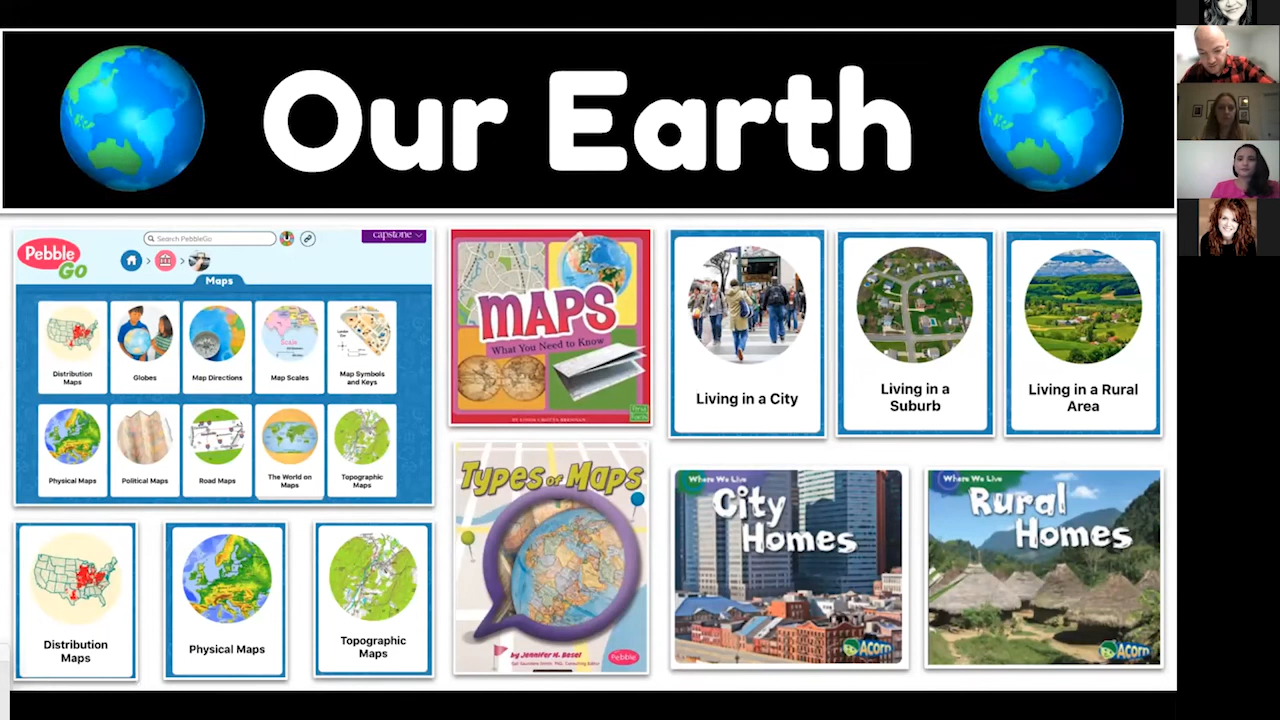 Our Earth
Pebble
Go
Search PebbleGo
capstone
Maps
Distribution
Maps
Globes
Map Directions
Scale
Map Scales
Map Symbols
and Keys
Physical Maps
Political Maps
Road Maps
The World on
Maps
Topographic
Maps
MAPS
What You Need to Know
Living in a City
Living in a
Suburb
Living in a Rural
Area
Distribution
Maps
Physical Maps
Topographic
Maps
Types of Maps
by Jennifer M. Besel
Pebble
Where We Live
City
Homes
Acorn
Where We Live
Rural
Homes
Acorn